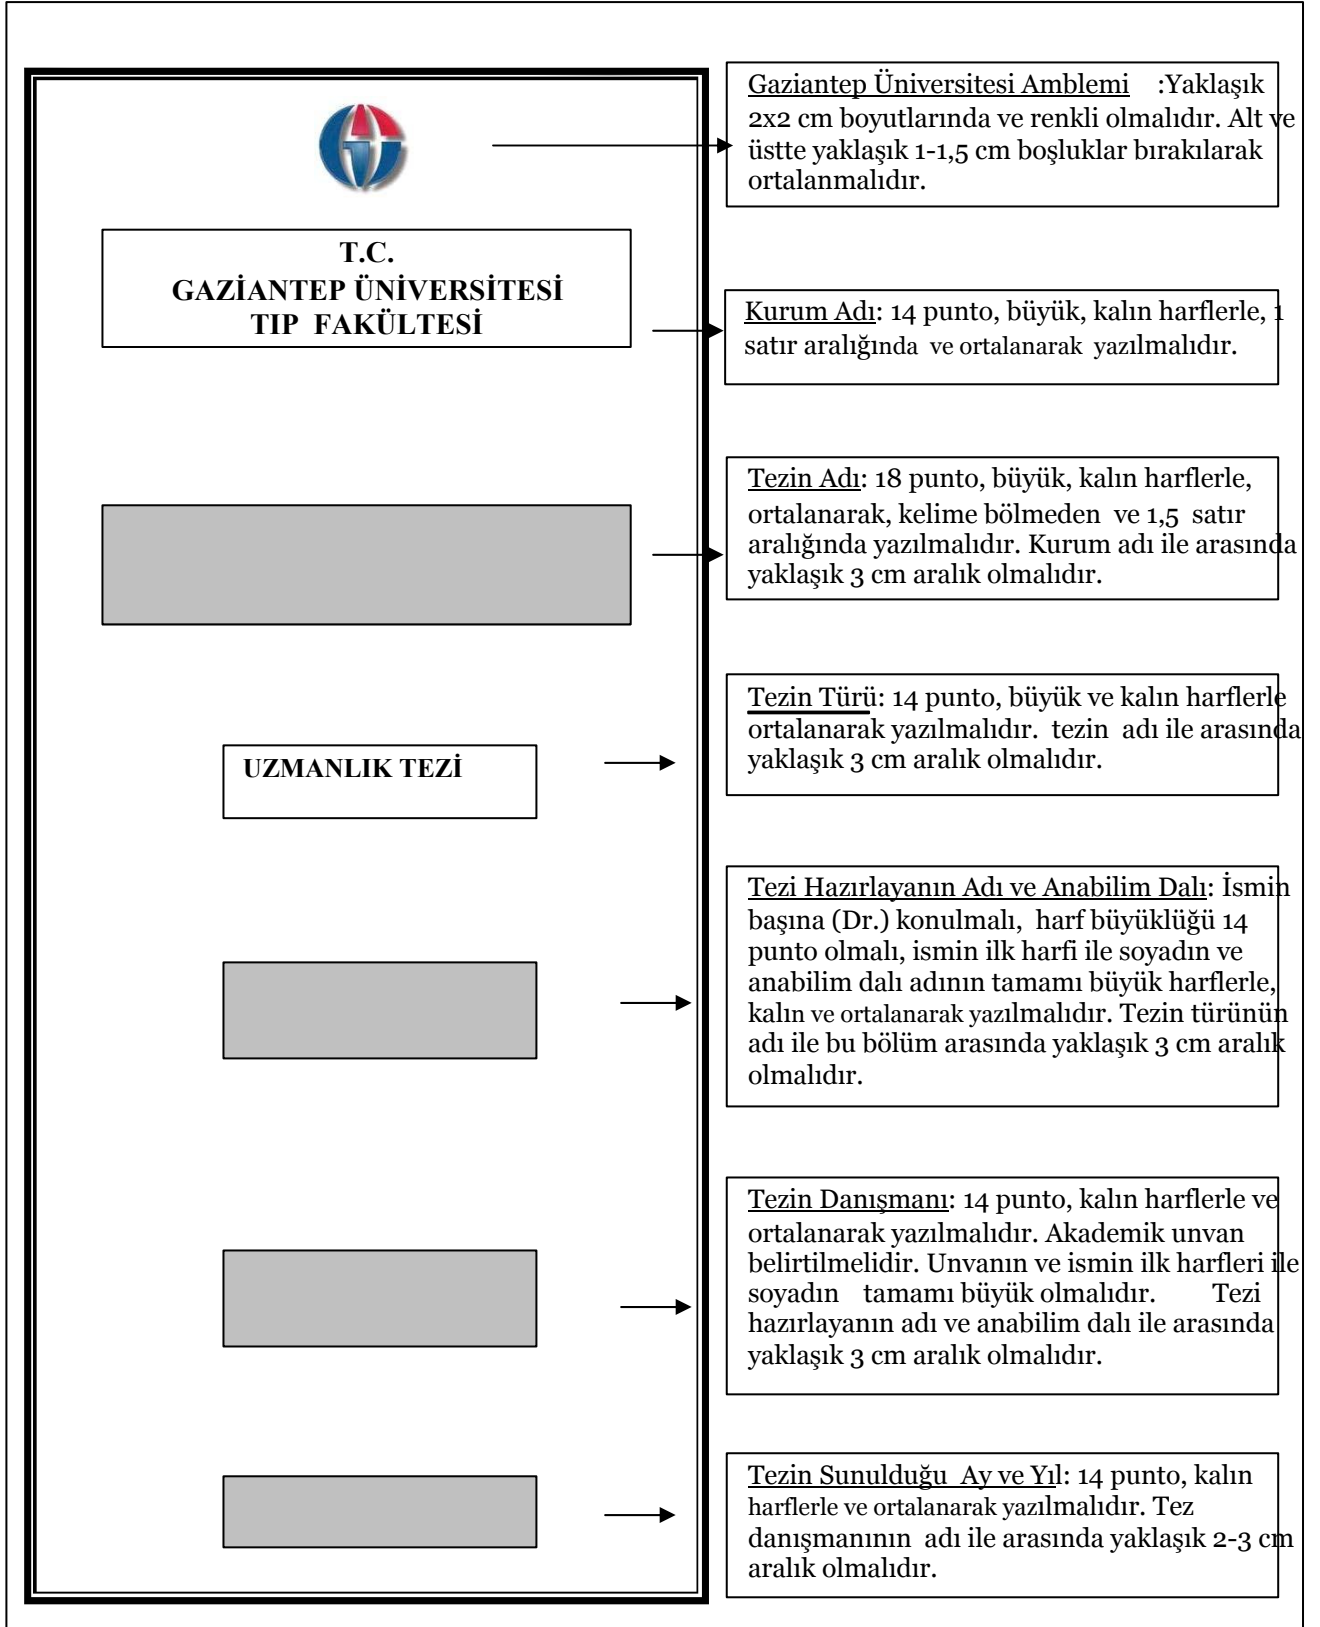 Gaziantep Üniversitesi Amblemi :Yaklaşık
2x2 cm boyutlarında ve renkli olmalıdır. Alt ve
üstte yaklaşık 1-1,5 cm boşluklar bırakılarak
ortalanmalıdır.
T.C.
GAZİANTEP ÜNİVERSİTESİ
TIP FAKÜLTESİ
Kurum Adı: 14 punto, büyük, kalın harflerle, 1
satır aralığında ve ortalanarak yazılmalıdır.
Tezin Adı: 18 punto, büyük, kalın harflerle,
ortalanarak, kelime bölmeden ve 1,5 satır
aralığında yazılmalıdır. Kurum adı ile arasında
yaklaşık 3 cm aralık olmalıdır.
Tezin Türü: 14 punto, büyük ve kalın harflerle
ortalanarak yazılmalıdır. tezin adı ile arasında
yaklaşık 3 cm aralık olmalıdır.
UZMANLIK TEZİ
Tezi Hazırlayanın Adı ve Anabilim Dalı: İsmin
başına (Dr.) konulmalı, harf büyüklüğü 14
punto olmalı, ismin ilk harfi ile soyadın ve
anabilim dalı adının tamamı büyük harflerle,
kalın ve ortalanarak yazılmalıdır. Tezin türünün
adı ile bu bölüm arasında yaklaşık 3 cm aralık
olmalıdır.
Tezin Danışmanı: 14 punto, kalın harflerle ve
ortalanarak yazılmalıdır. Akademik unvan
belirtilmelidir. Unvanın ve ismin ilk harfleri ile
soyadın tamamı büyük olmalıdır. Tezi
hazırlayanın adı ve anabilim dalı ile arasında
yaklaşık 3 cm aralık olmalıdır.
Tezin Sunulduğu Ay ve Yıl: 14 punto, kalın
harflerle ve ortalanarak yazılmalıdır. Tez
danışmanının adı ile arasında yaklaşık 2-3 cm
aralık olmalıdır.